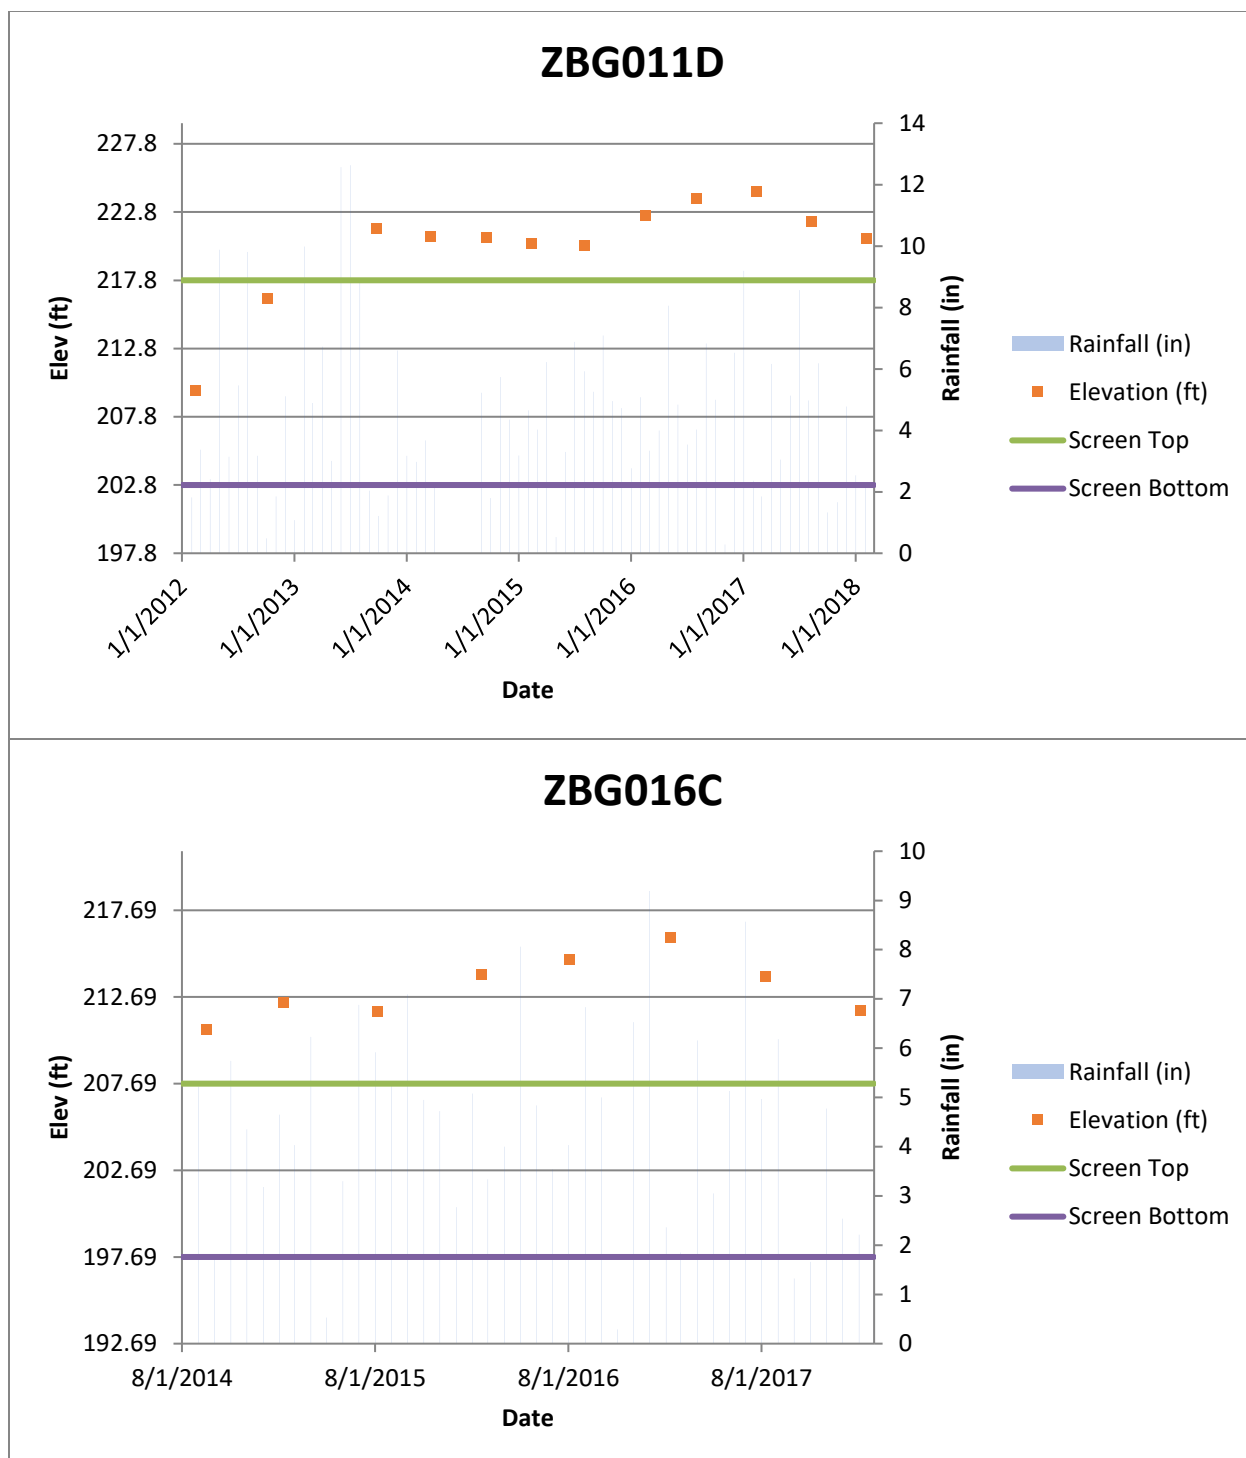 ZBG011D
227.8
222.8
217.8
212.8
207.8
202.8
197.8
Elev (ft)
14
12
10
8
6
4
2
0
Rainfall (in)
1/1/2012
1/1/2013
1/1/2014
1/1/2015
1/1/2016
1/1/2017
1/1/2018
Date
Rainfall (in)
Elevation (ft)
Screen Top
Screen Bottom
ZBG016C
217.69
212.69
207.69
202.69
197.69
192.69
Elev (ft)
10
9
8
7
6
5
4
3
2
1
0
Rainfall (in)
8/1/2014
8/1/2015
8/1/2016
8/1/2017
Date
Rainfall (in)
Elevation (ft)
Screen Top
Screen Bottom